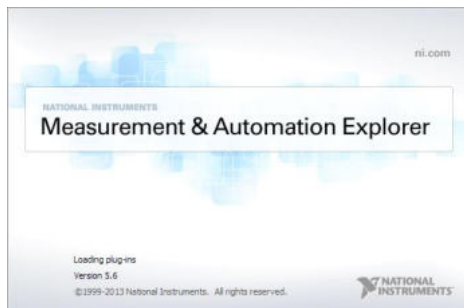 ni.com
NATIONAL INSTRUMENTS
Measurement & Automation Explorer
Loading plug-ins
Version 5.6
©1999-2013 National Instruments. All rights reserved.
NATIONAL
INSTRUMENTS